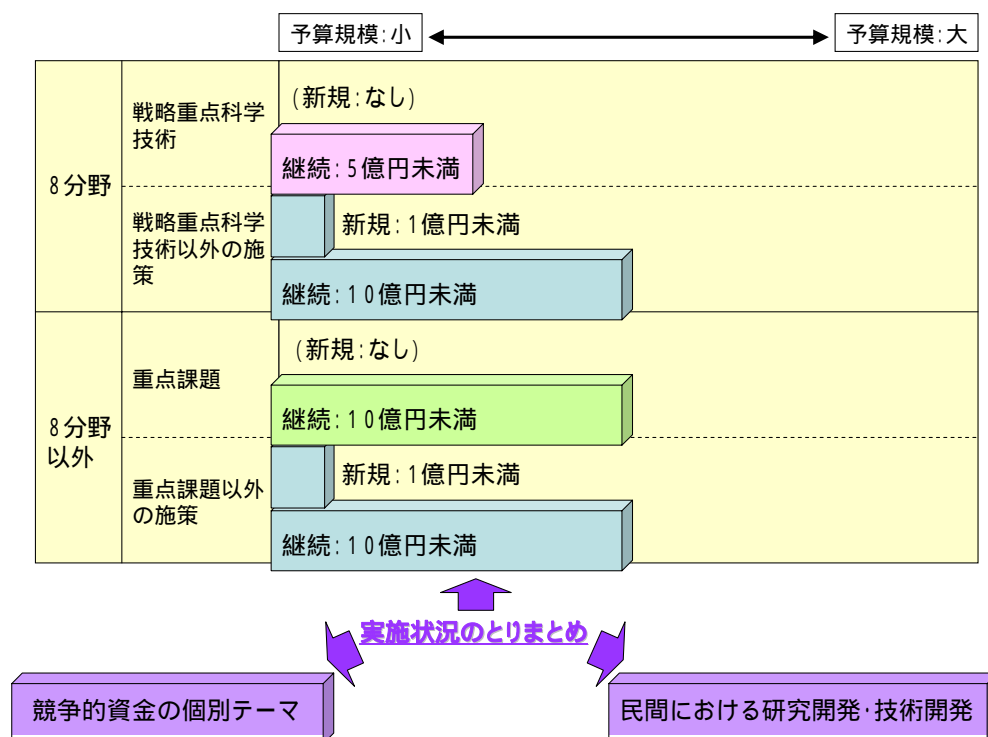 予算規模:小
予算規模:大
8分野
戦略重点科学
技術
(新規:なし)
継続:5億円未満
戦略重点科学
技術以外の施
策
新規:1億円未満
継続:10億円未満
8分野
以外
重点課題
(新規:なし)
継続:10億円未満
重点課題以外
の施策
新規:1億円未満
継続:10億円未満
実施状況のとりまとめ
競争的資金の個別テーマ
民間における研究開発・技術開発